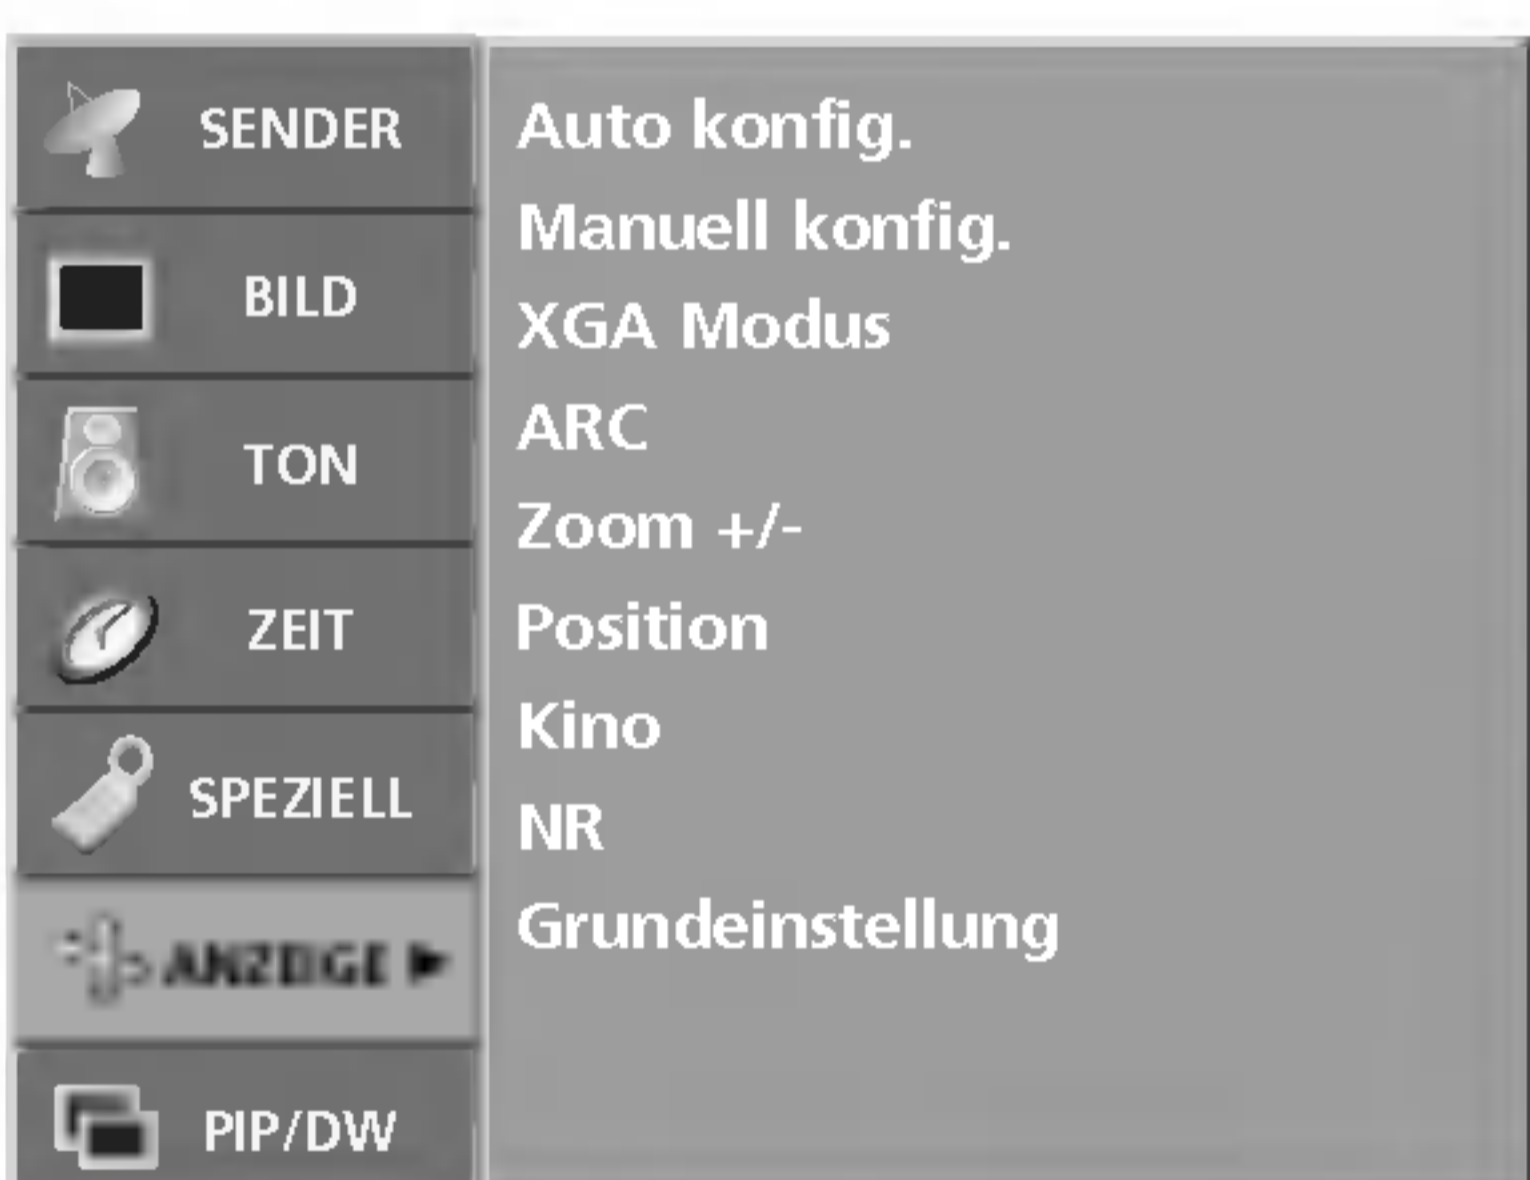 SENDER
BILD
TON
ZEIT
SPEZIELL
ANZEIGE ►
PIP/DW
Auto konfig.
Manuell konfig.
XGA Modus
ARC
Zoom +/-
Position
Kino
NR
Grundeinstellung